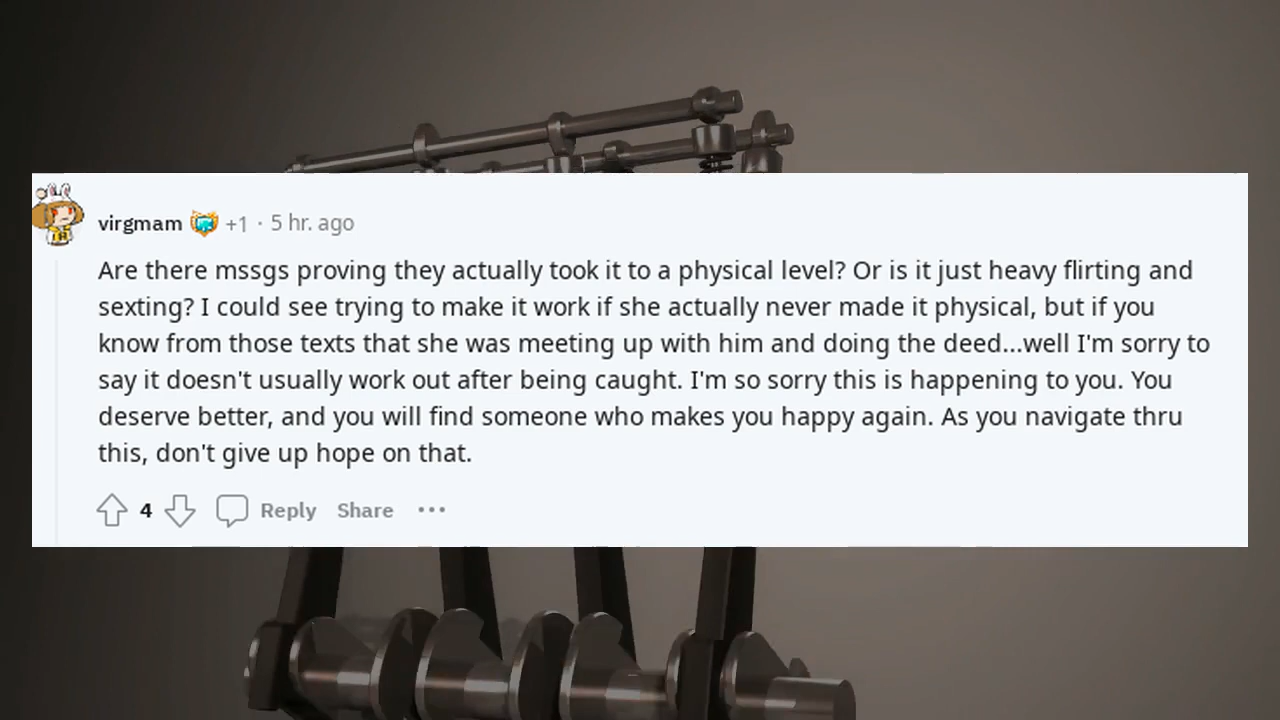 virgmam +1 · 5 hr. ago
Are there mssgs proving they actually took it to a physical level? Or is it just heavy flirting and
sexting? I could see trying to make it work if she actually never made it physical, but if you
know from those texts that she was meeting up with him and doing the deed...well I'm sorry to
say it doesn't usually work out after being caught. I'm so sorry this is happening to you. You
deserve better, and you will find someone who makes you happy again. As you navigate thru
this, don't give up hope on that.
4 Reply Share